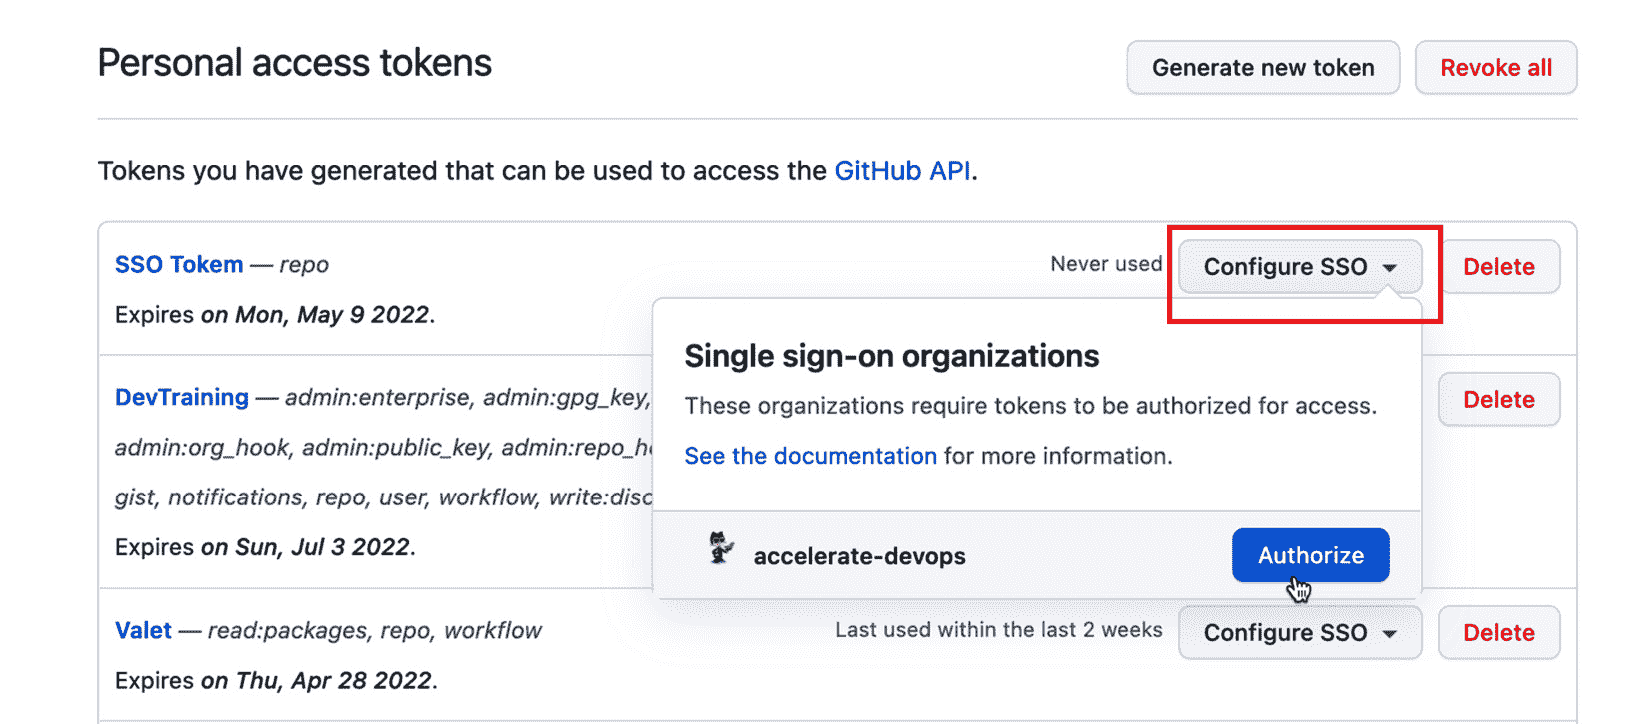 Personal access tokens
Generate new token
Revoke all
Tokens you have generated that can be used to access the GitHub API.
SSO Tokem — repo
Never used
Configure SSO
Delete
Expires on Mon, May 9 2022.
Single sign-on organizations
These organizations require tokens to be authorized for access.
See the documentation for more information.
accelerate-devops
Authorize
DevTraining — admin:enterprise, admin:gpg_key,
Delete
admin:org_hook, admin:public_key, admin:repo_h
gist, notifications, repo, user, workflow, write:disc
Expires on Sun, Jul 3 2022.
Valet — read:packages, repo, workflow
Last used within the last 2 weeks
Configure SSO
Delete
Expires on Thu, Apr 28 2022.